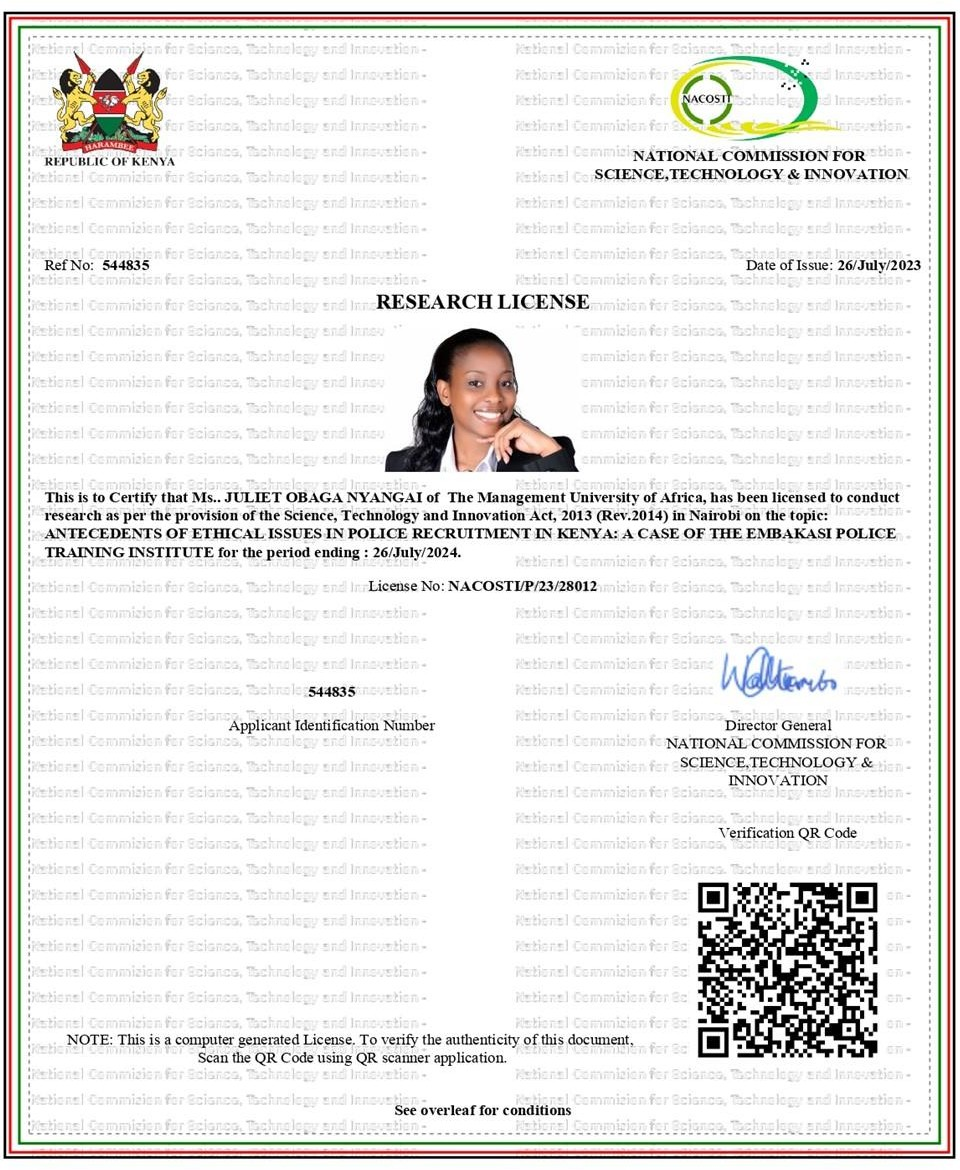 HARAMBEE
REPUBLIC OF KENYA
NACOSTI
NATIONAL COMMISSION FOR
SCIENCE,TECHNOLOGY & INNOVATION
Ref No: 544835
Date of Issue: 26/July/2023
RESEARCH LICENSE
This is to Certify that Ms.. JULIET OBAGA NYANGAI of The Management University of Africa, has been licensed to conduct
research as per the provision of the Science, Technology and Innovation Act, 2013 (Rev.2014) in Nairobi on the topic:
ANTECEDENTS OF ETHICAL ISSUES IN POLICE RECRUITMENT IN KENYA: A CASE OF THE EMBAKASI POLICE
TRAINING INSTITUTE for the period ending : 26/July/2024.
License No: NACOSTI/P/23/28012
544835
Applicant Identification Number
Director General
NATIONAL COMMISSION FOR
SCIENCE,TECHNOLOGY &
INNOVATION
Verification QR Code
NOTE: This is a computer generated License. To verify the authenticity of this document,
Scan the QR Code using QR scanner application.
See overleaf for conditions